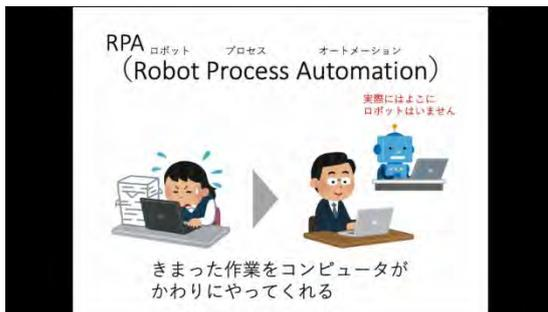 RPA
ロボット プロセス オートメーション
（Robot Process Automation）
実際にはよこに
ロボットはいません
きまった作業をコンピュータが
かわりにやってくれる